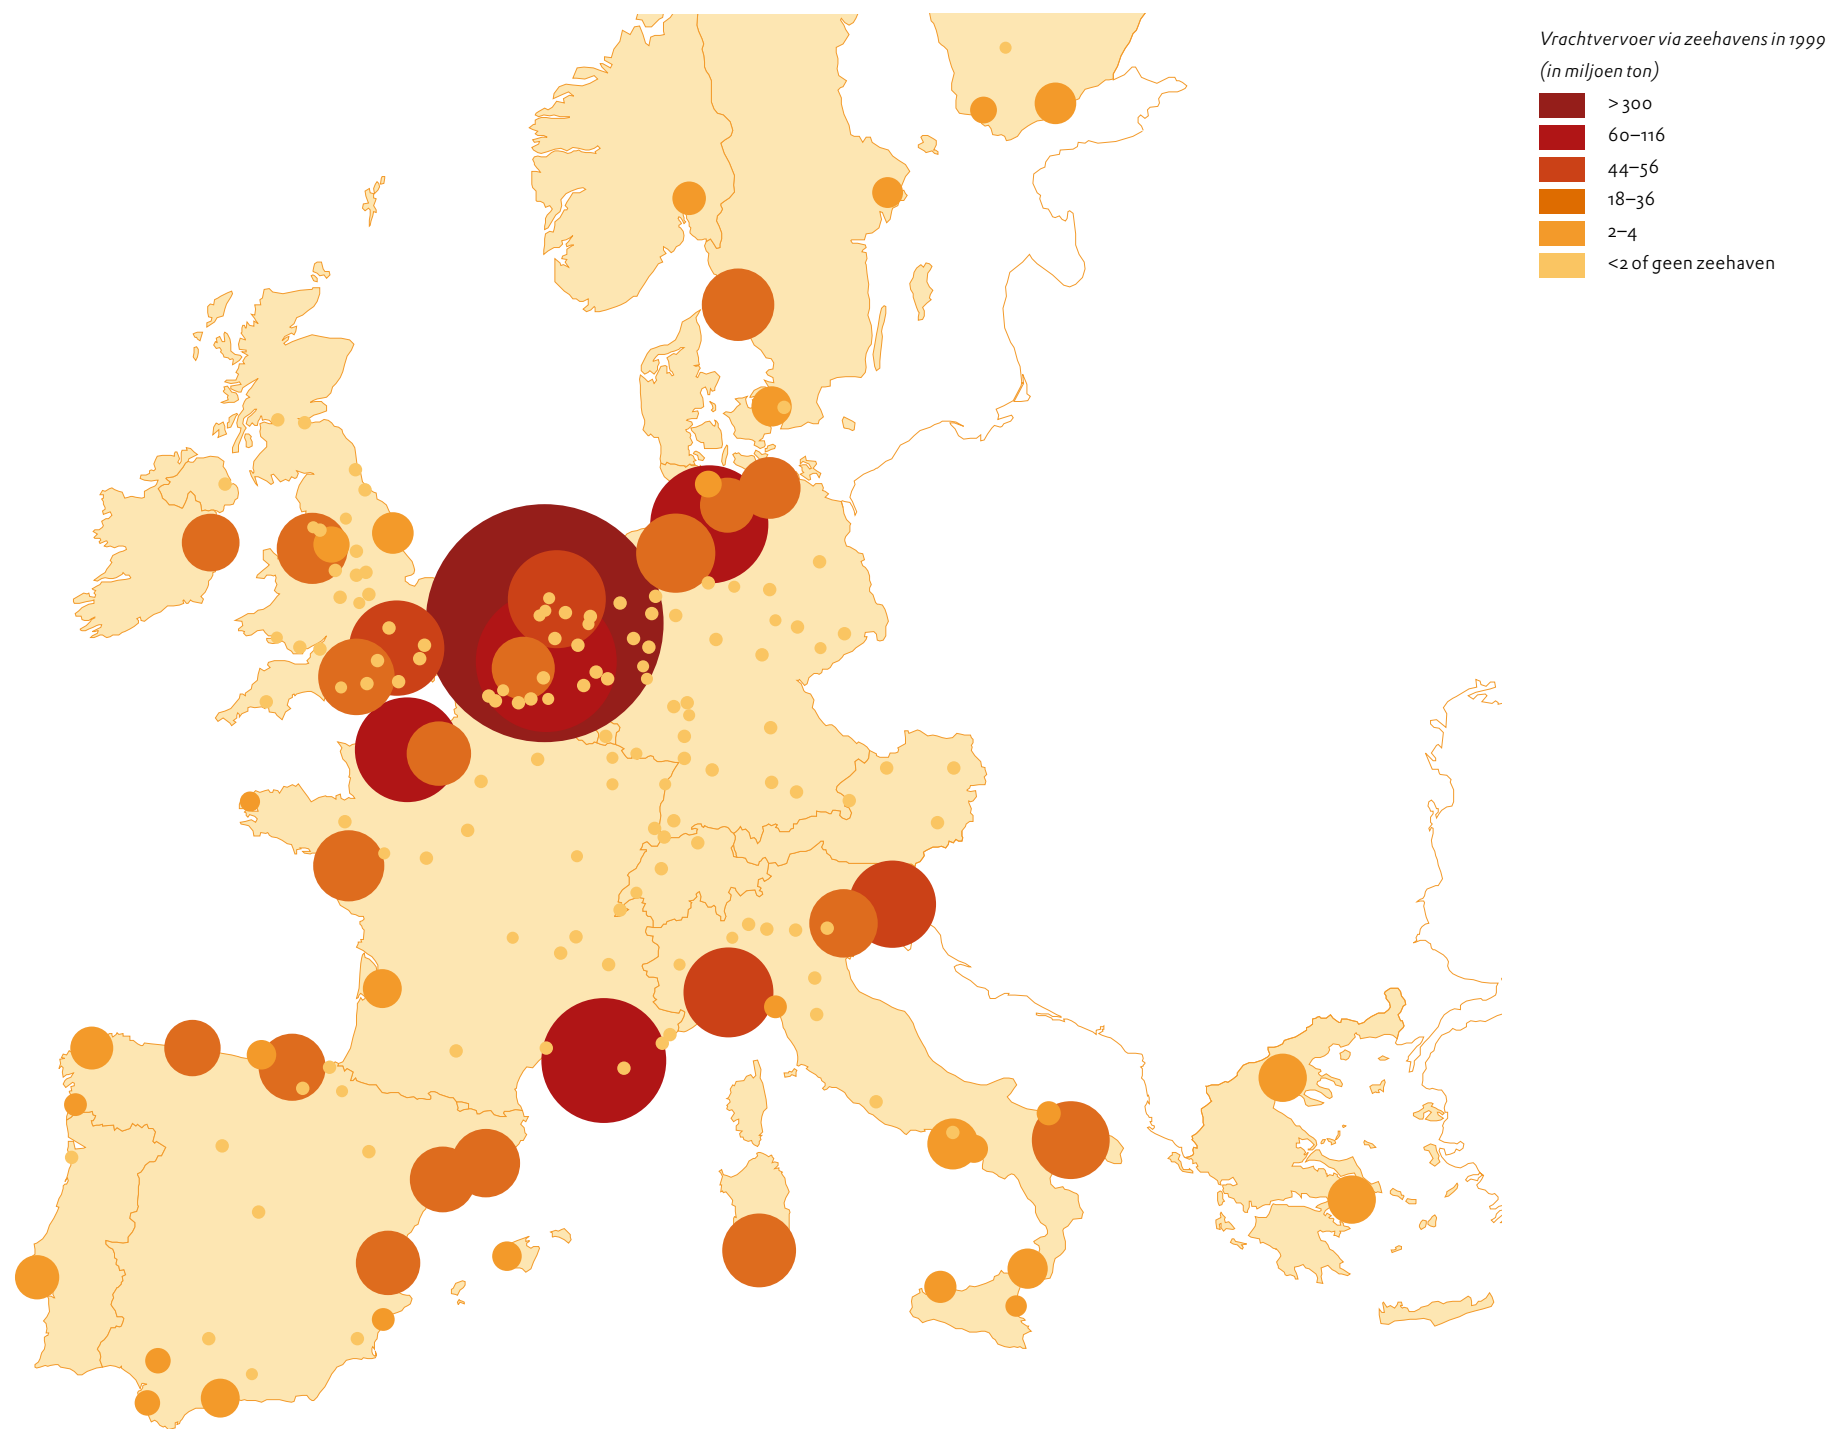 Vrachtvervoer via zeehavens in 1999
(in miljoen ton)
> 300
60–116
44–56
18–36
2–4
<2 of geen zeehaven